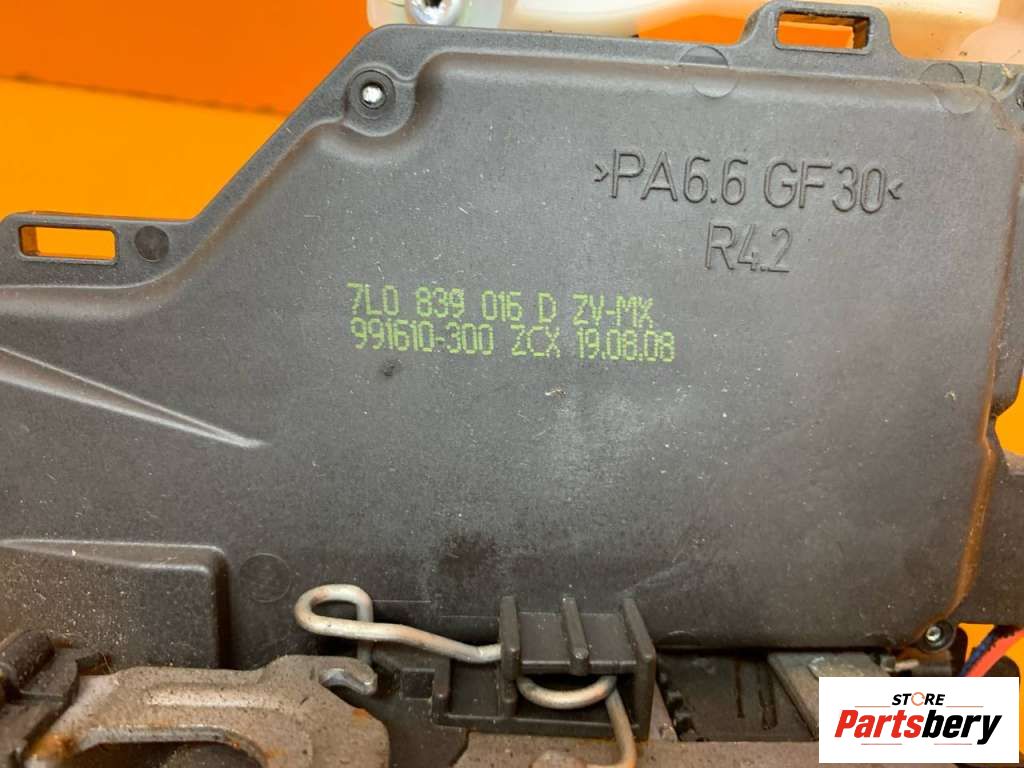 >PA6.6 GF30<
R4.2
7L0 839 016 D ZV-MX
991610-300 ZCX 19.08.08
STORE
Partsbery